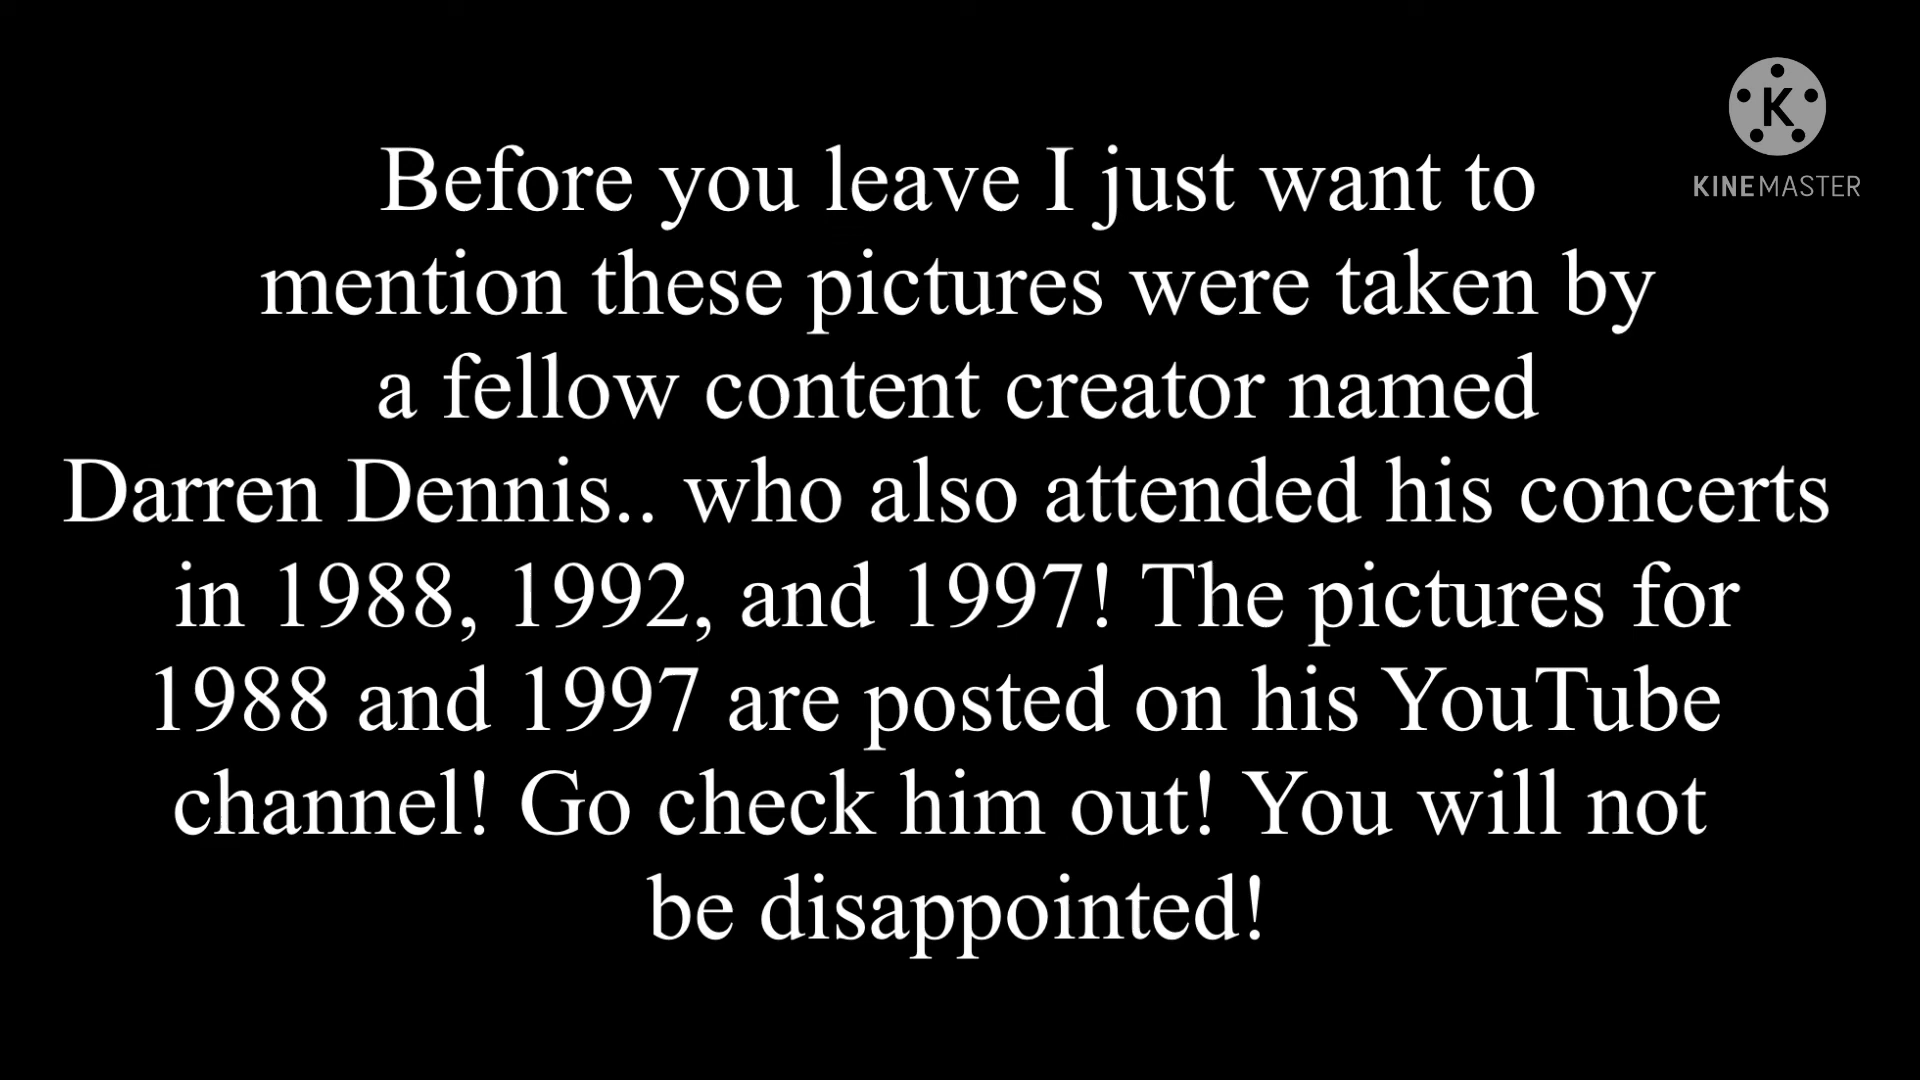 K
KINEMASTER
Before you leave I just want to
mention these pictures were taken by
a fellow content creator named
Darren Dennis.. who also attended his concerts
in 1988, 1992, and 1997! The pictures for
1988 and 1997 are posted on his YouTube
channel! Go check him out! You will not
be disappointed!